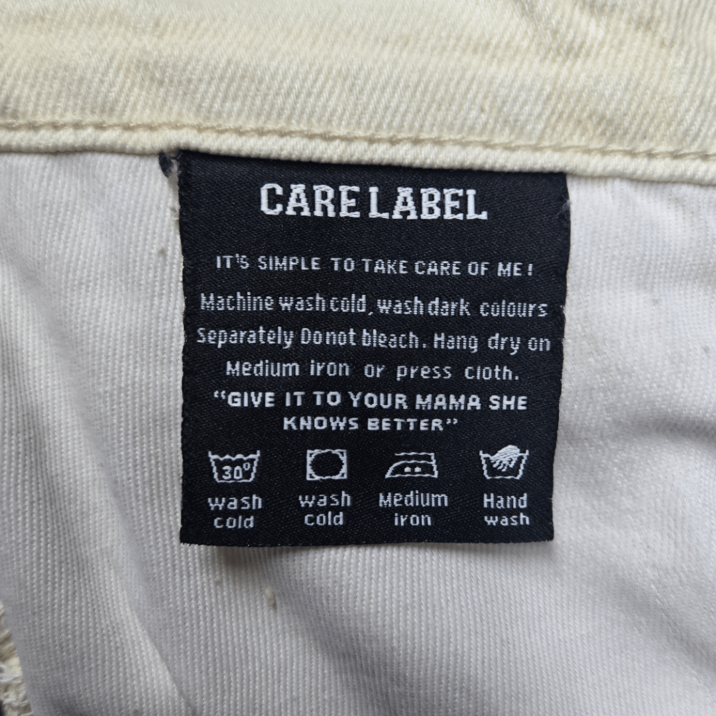 CARE LABEL
IT'S SIMPLE TO TAKE CARE OF ME!
Machine wash cold, wash dark colours
Separately Do not bleach. Hang dry on
Medium iron or press cloth.
“GIVE IT TO YOUR MAMA SHE
KNOWS BETTER”
30°
wash cold
wash cold
Medium iron
Hand wash